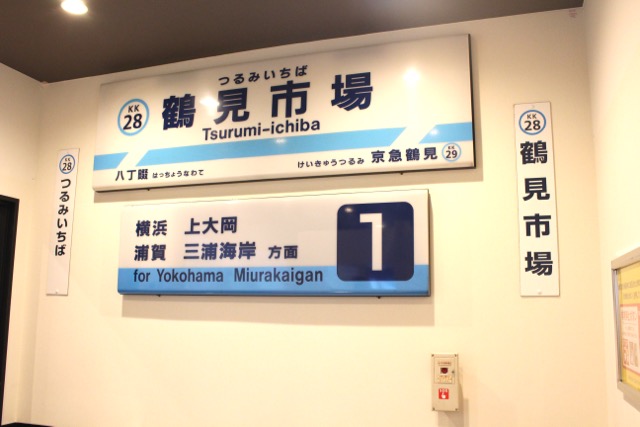 つるみいちば
KK
28
鶴見市場
Tsurumi-ichiba
八丁畷 はっちょうなわて
けいきゅうつるみ 京急鶴見 KK 29
横浜 上大岡
浦賀 三浦海岸 方面
for Yokohama Miurakaigan
1
KK
28
つるみいちば
KK
28
鶴見市場